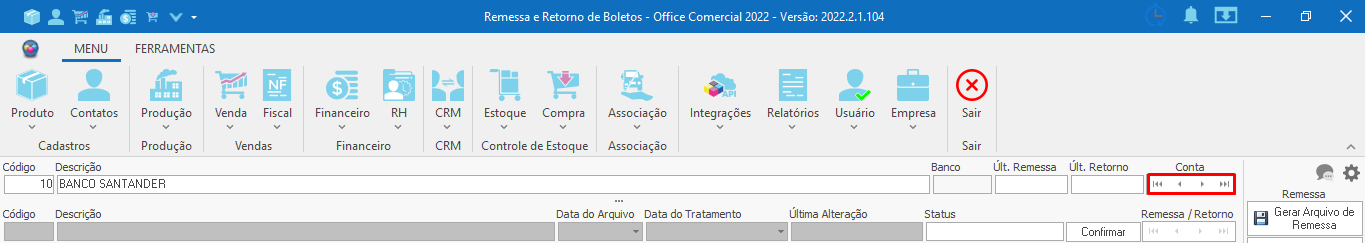 Remessa e Retorno de Boletos - Office Comercial 2022 - Versão: 2022.2.1.104
MENU FERRAMENTAS
NF API
Produto Contatos Produção Venda Fiscal Financeiro RH CRM Estoque Compra Associação Integrações Relatórios Usuário Empresa Sair
Cadastros Produção Vendas Financeiro CRM Controle de Estoque Associação Sair
Código Descrição Banco Últ. Remessa Últ. Retorno Conta
10 BANCO SANTANDER
...
Remessa
Código Descrição Data do Arquivo Data do Tratamento Última Alteração Status Remessa / Retorno
Confirmar
Gerar Arquivo de
Remessa